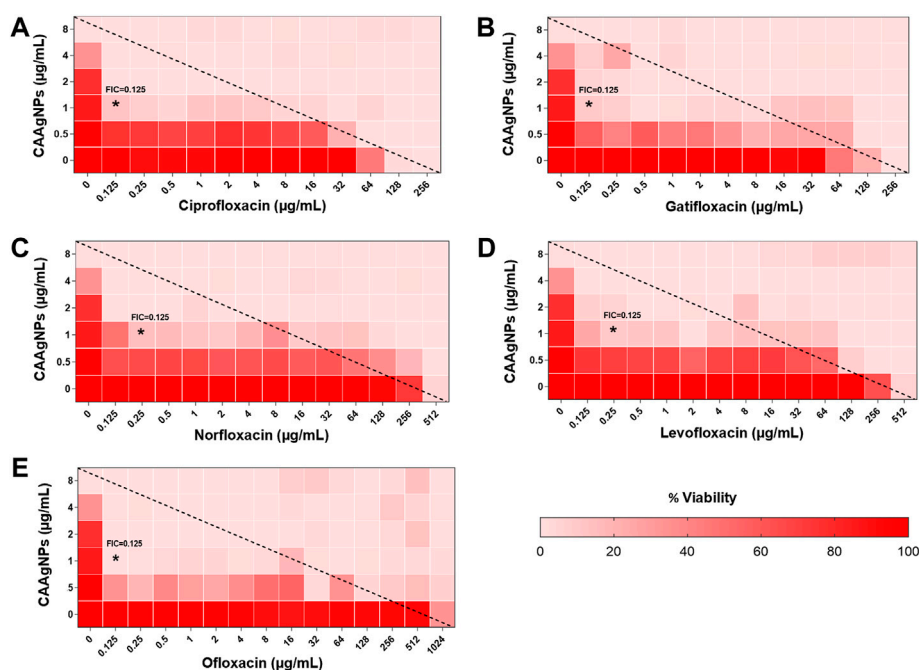 A
CAAgNPs (µg/mL)
8
4
2
1
0.5
0
FIC=0.125
*
0 0.125 0.25 0.5 1 2 4 8 16 32 64 128 256
Ciprofloxacin (µg/mL)
B
CAAgNPs (µg/mL)
8
4
2
1
0.5
0
FIC=0.125
*
0 0.125 0.25 0.5 1 2 4 8 16 32 64 128 256
Gatifloxacin (µg/mL)
C
CAAgNPs (µg/mL)
8
4
2
1
0.5
0
FIC=0.125
*
0 0.125 0.25 0.5 1 2 4 8 16 32 64 128 256 512
Norfloxacin (µg/mL)
D
CAAgNPs (µg/mL)
8
4
2
1
0.5
0
FIC=0.125
*
0 0.125 0.25 0.5 1 2 4 8 16 32 64 128 256 512
Levofloxacin (µg/mL)
E
CAAgNPs (µg/mL)
8
4
2
1
.5
0
FIC=0.125
*
0 0.125 0.25 0.5 1 2 4 8 16 32 64 128 256 512 1024
Ofloxacin (µg/mL)
% Viability
0 20 40 60 80 100